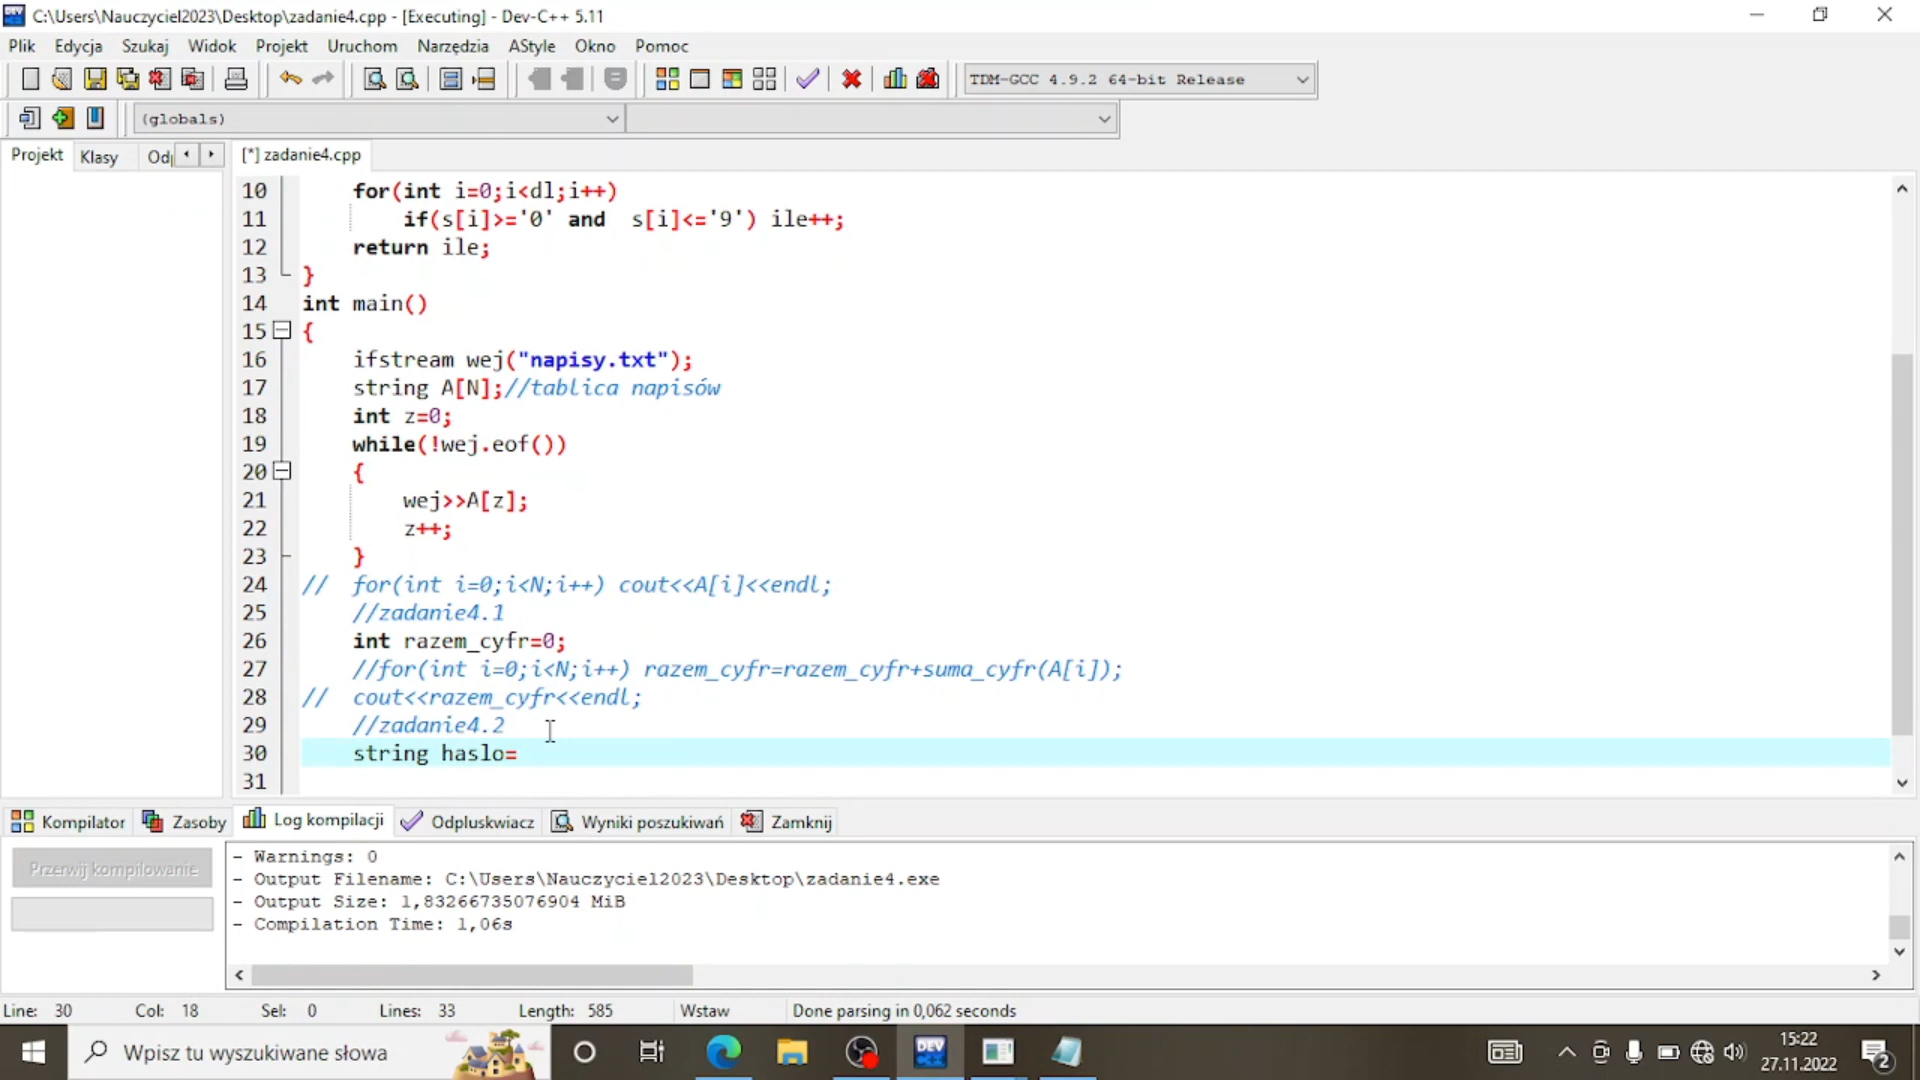 C:\Users\Nauczyciel2023\Desktop\zadanie4.cpp - [Executing] - Dev-C++ 5.11
Plik Edycja Szukaj Widok Projekt Uruchom Narzędzia AStyle Okno Pomoc
TDM-GCC 4.9.2 64-bit Release
(globals)
Projekt Klasy Od [*] zadanie4.cpp
10 for(int i=0;i<dl;i++)
11 if(s[i]>='0' and  s[i]<='9') ile++;
12 return ile;
13 }
14 int main()
15 {
16 ifstream wej("napisy.txt");
17 string A[N];//tablica napisów
18 int z=0;
19 while(!wej.eof())
20 {
21 wej>>A[z];
22 z++;
23 }
24 //  for(int i=0;i<N;i++) cout<<A[i]<<endl;
25 //zadanie4.1
26 int razem_cyfr=0;
27 //for(int i=0;i<N;i++) razem_cyfr=razem_cyfr+suma_cyfr(A[i]);
28 //  cout<<razem_cyfr<<endl;
29 //zadanie4.2
30 string haslo=
31
Kompilator Zasoby Log kompilacji Odpluskwiacz Wyniki poszukiwań Zamknij
Przerwij kompilowanie
- Warnings: 0
- Output Filename: C:\Users\Nauczyciel2023\Desktop\zadanie4.exe
- Output Size: 1,83266735076904 MiB
- Compilation Time: 1,06s
Line: 30 Col: 18 Sel: 0 Lines: 33 Length: 585 Wstaw Done parsing in 0,062 seconds
Wpisz tu wyszukiwane słowa
DEV
15:22
27.11.2022
2